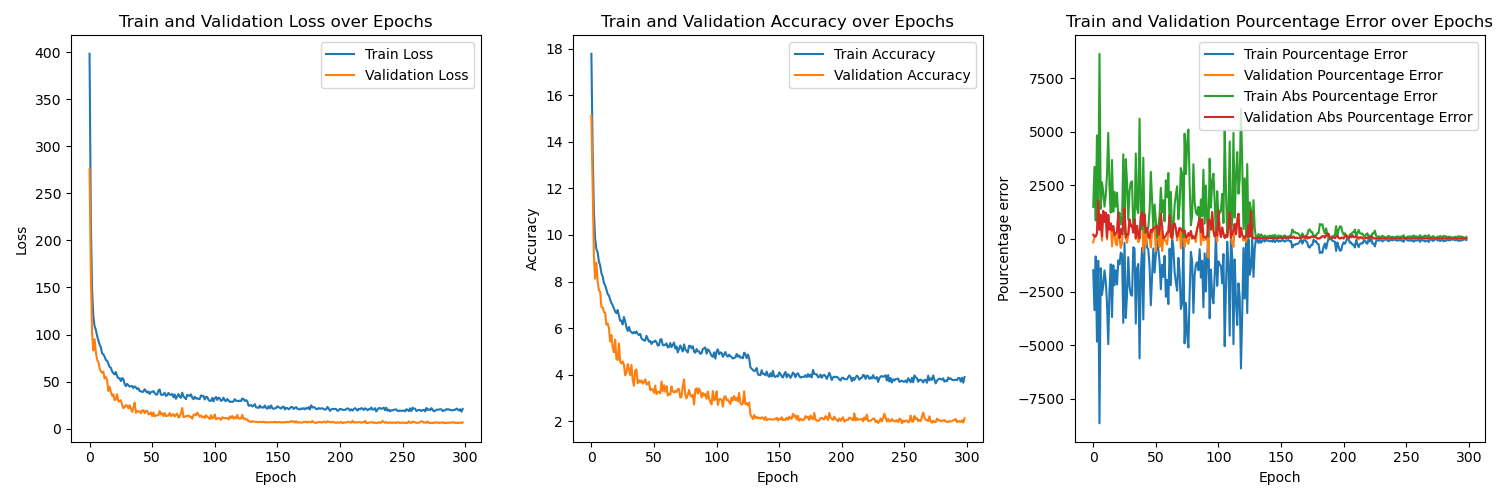 Train and Validation Loss over Epochs
Loss
400
350
300
250
200
150
100
50
0
Train Loss
Validation Loss
0
50
100
150
200
250
300
Epoch
Train and Validation Accuracy over Epochs
Accuracy
18
16
14
12
10
8
6
4
2
Train Accuracy
Validation Accuracy
0
50
100
150
200
250
300
Epoch
Train and Validation Pourcentage Error over Epochs
Pourcentage error
7500
5000
2500
0
−2500
−5000
−7500
Train Pourcentage Error
Validation Pourcentage Error
Train Abs Pourcentage Error
Validation Abs Pourcentage Error
0
50
100
150
200
250
300
Epoch